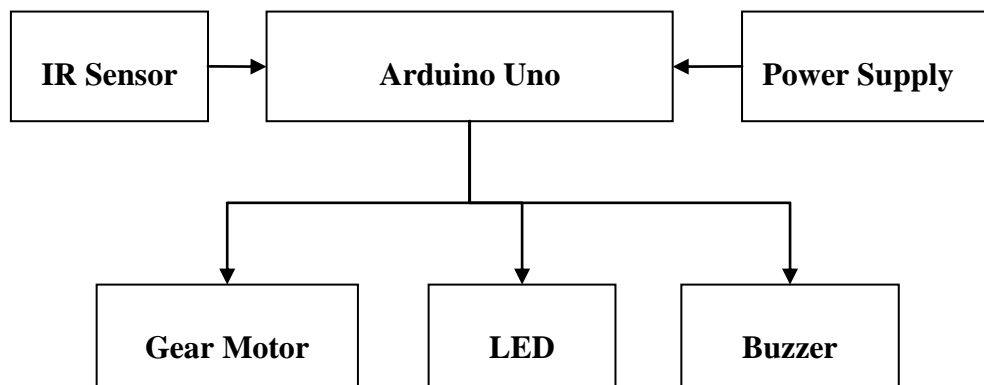 IR Sensor
Arduino Uno
Power Supply
Gear Motor
LED
Buzzer